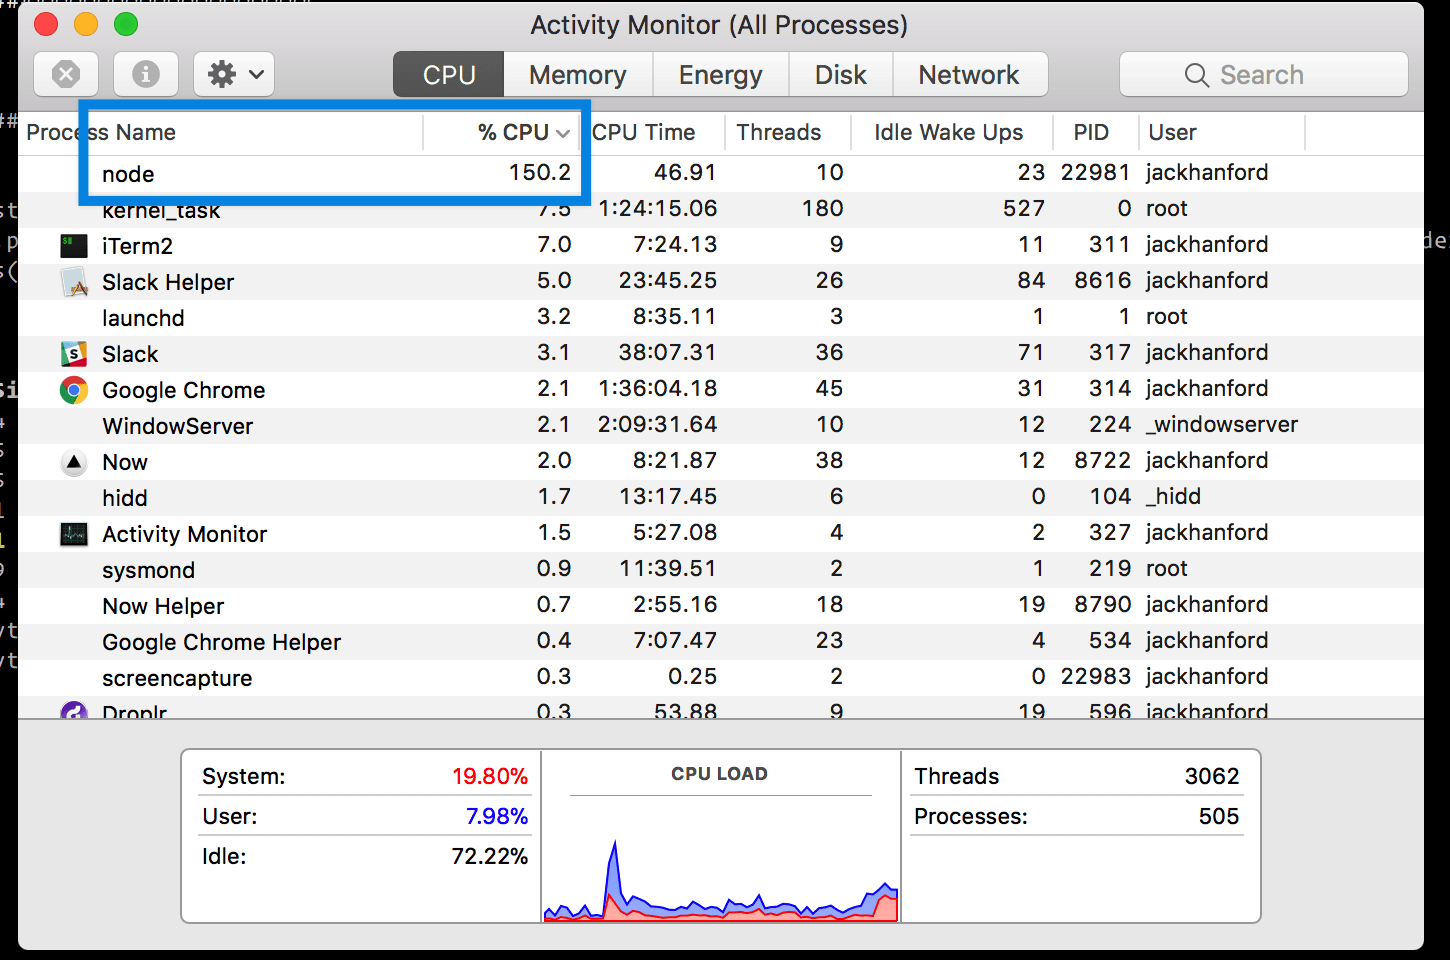 Activity Monitor (All Processes)
CPU Memory Energy Disk Network Search
Process Name % CPU CPU Time Threads Idle Wake Ups PID User
node 150.2 46.91 10 23 22981 jackhanford
kernel_task 7.5 1:24:15.06 180 527 0 root
iTerm2 7.0 7:24.13 9 11 311 jackhanford
Slack Helper 5.0 23:45.25 26 84 8616 jackhanford
launchd 3.2 8:35.11 3 1 1 root
Slack 3.1 38:07.31 36 71 317 jackhanford
Google Chrome 2.1 1:36:04.18 45 31 314 jackhanford
WindowServer 2.1 2:09:31.64 10 12 224 _windowserver
Now 2.0 8:21.87 38 12 8722 jackhanford
hidd 1.7 13:17.45 6 0 104 _hidd
Activity Monitor 1.5 5:27.08 4 2 327 jackhanford
sysmond 0.9 11:39.51 2 1 219 root
Now Helper 0.7 2:55.16 18 19 8790 jackhanford
Google Chrome Helper 0.4 7:07.47 23 4 534 jackhanford
screencapture 0.3 0.25 2 0 22983 jackhanford
Droplr 0.3 53.88 9 19 596 jackhanford
System: 19.80% CPU LOAD Threads 3062
User: 7.98% Processes: 505
Idle: 72.22%